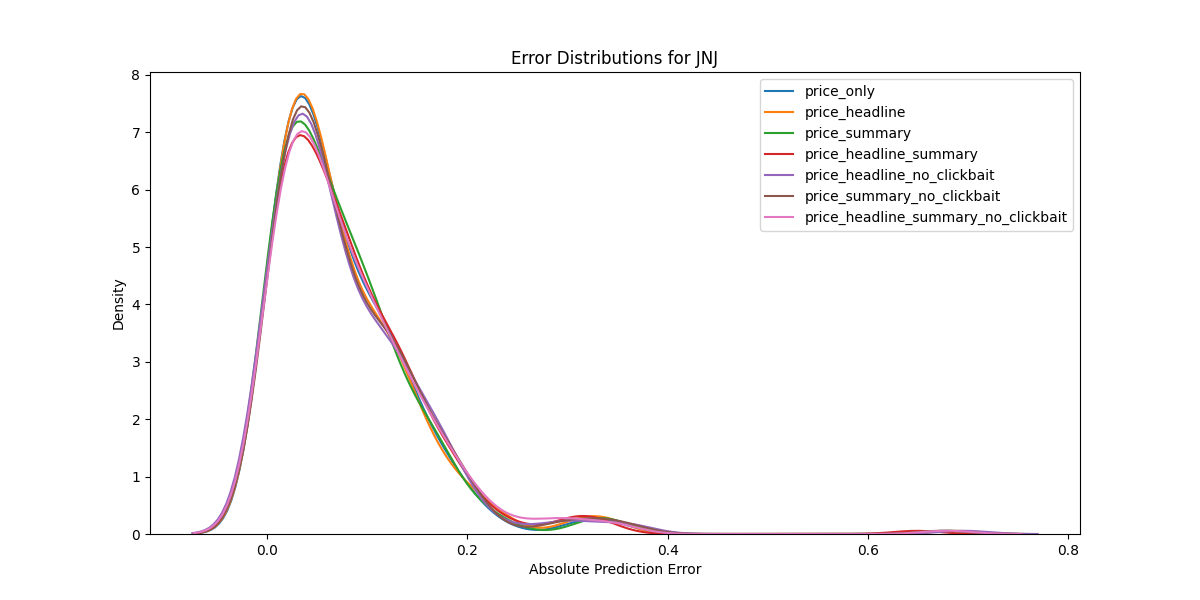 Error Distributions for JNJ
8
7
6
5
4
3
2
1
0
Density
price_only
price_headline
price_summary
price_headline_summary
price_headline_no_clickbait
price_summary_no_clickbait
price_headline_summary_no_clickbait
0.0
0.2
0.4
0.6
0.8
Absolute Prediction Error